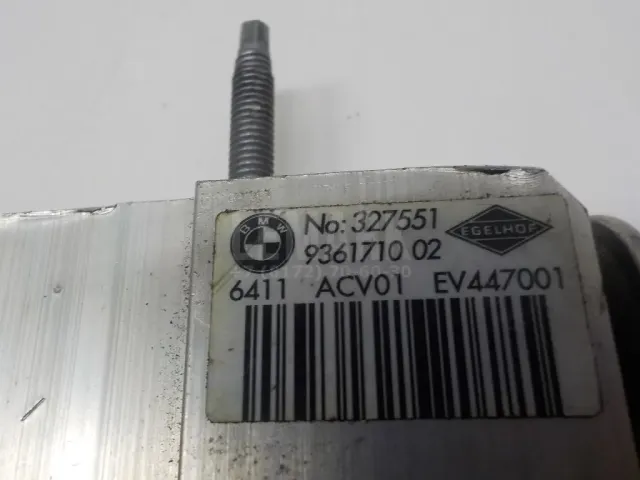 BMW
No: 327551
EGELHOF
9361710 02
6411 ACV01 EV447001